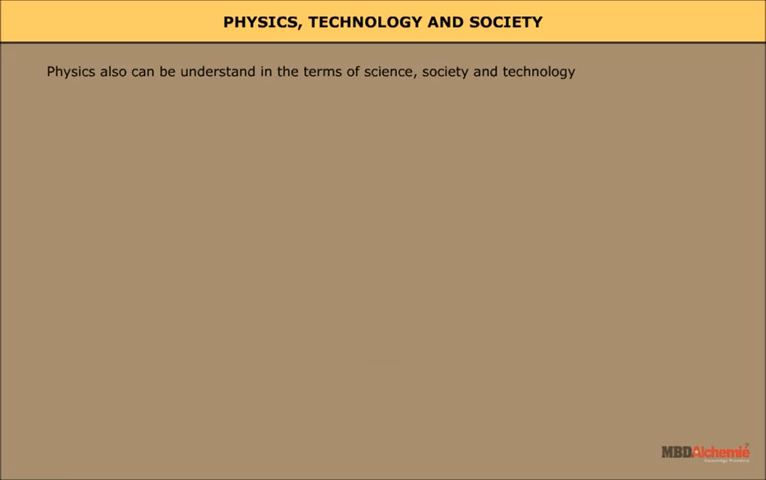 PHYSICS, TECHNOLOGY AND SOCIETY
Physics also can be understand in the terms of science, society and technology
MBDAlchemie